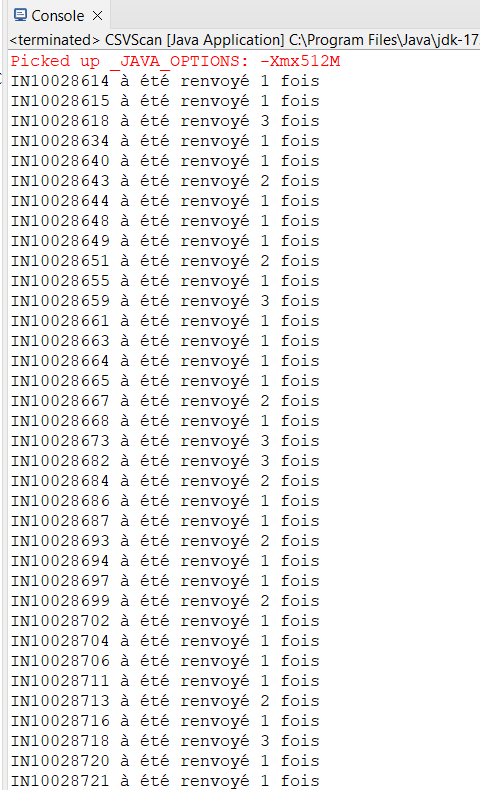 Console
<terminated> CSVScan [Java Application] C:\Program Files\Java\jdk-17
Picked up _JAVA_OPTIONS: -Xmx512M
IN10028614 à été renvoyé 1 fois
IN10028615 à été renvoyé 1 fois
IN10028618 à été renvoyé 3 fois
IN10028634 à été renvoyé 1 fois
IN10028640 à été renvoyé 1 fois
IN10028643 à été renvoyé 2 fois
IN10028644 à été renvoyé 1 fois
IN10028648 à été renvoyé 1 fois
IN10028649 à été renvoyé 1 fois
IN10028651 à été renvoyé 2 fois
IN10028655 à été renvoyé 1 fois
IN10028659 à été renvoyé 3 fois
IN10028661 à été renvoyé 1 fois
IN10028663 à été renvoyé 1 fois
IN10028664 à été renvoyé 1 fois
IN10028665 à été renvoyé 1 fois
IN10028667 à été renvoyé 2 fois
IN10028668 à été renvoyé 1 fois
IN10028673 à été renvoyé 3 fois
IN10028682 à été renvoyé 3 fois
IN10028684 à été renvoyé 2 fois
IN10028686 à été renvoyé 1 fois
IN10028687 à été renvoyé 1 fois
IN10028693 à été renvoyé 2 fois
IN10028694 à été renvoyé 1 fois
IN10028697 à été renvoyé 1 fois
IN10028699 à été renvoyé 2 fois
IN10028702 à été renvoyé 1 fois
IN10028704 à été renvoyé 1 fois
IN10028706 à été renvoyé 1 fois
IN10028711 à été renvoyé 1 fois
IN10028713 à été renvoyé 2 fois
IN10028716 à été renvoyé 1 fois
IN10028718 à été renvoyé 3 fois
IN10028720 à été renvoyé 1 fois
IN10028721 à été renvoyé 1 fois